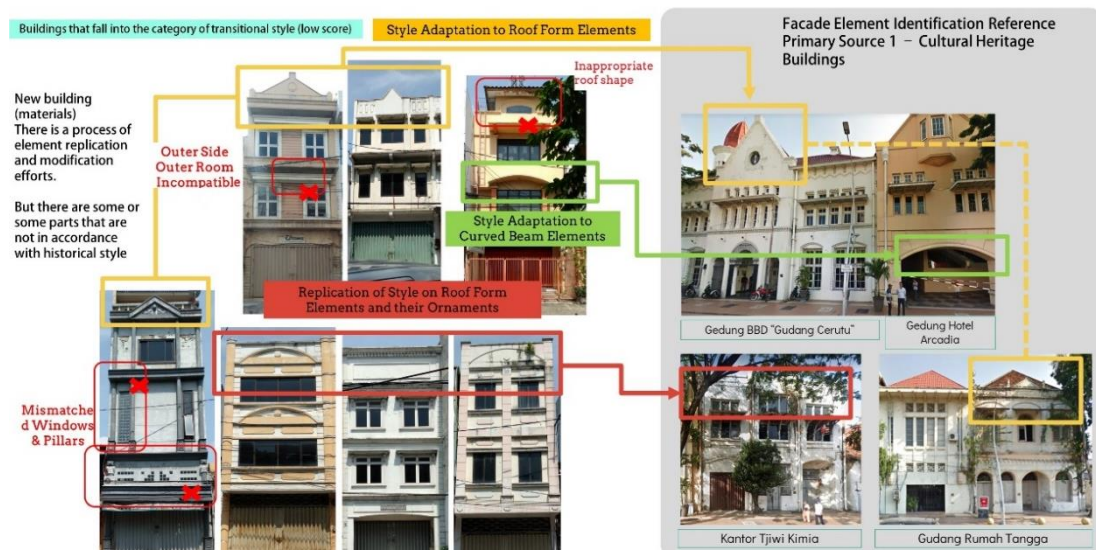 Buildings that fall into the category of transitional style (low score)
Style Adaptation to Roof Form Elements
Facade Element Identification Reference
Primary Source 1 – Cultural Heritage
Buildings
Inappropriate
roof shape
New building
(materials)
There is a process of
element replication
and modification
efforts.
But there are some or
some parts that are
not in accordance
with historical style
Outer Side
Outer Room
Incompatible
Style Adaptation to
Curved Beam Elements
Replication of Style on Roof Form
Elements and their Ornaments
Gedung BBD "Gudang Cerutu"
Gedung Hotel
Arcadia
Mismatche
d Windows
& Pillars
Kantor Tjiwi Kimia
Gudang Rumah Tangga